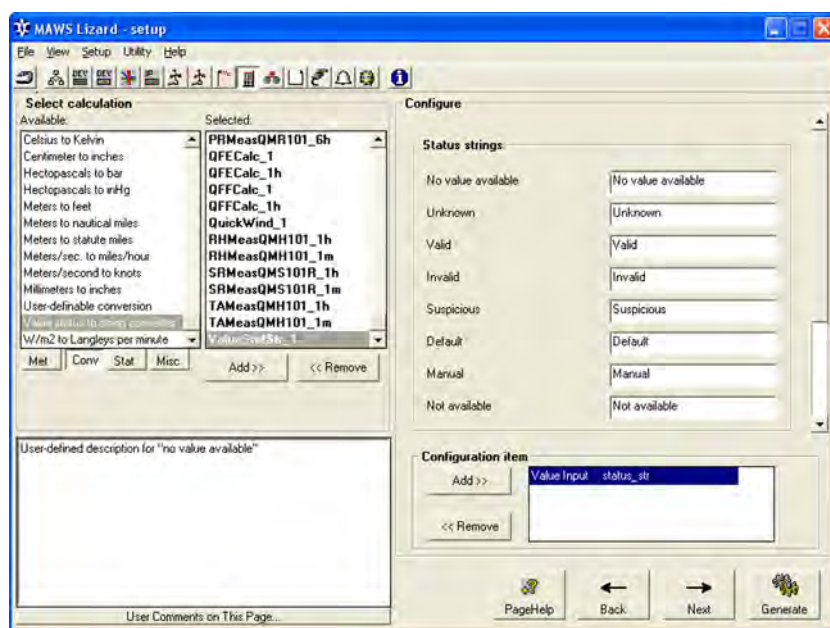 MAWS Lizard - setup
File View Setup Utility Help
Select calculation
Available:
Selected:
Celsius to Kelvin
Centimeter to inches
Hectopascals to bar
Hectopascals to inHg
Meters to feet
Meters to nautical miles
Meters to statute miles
Meters/sec. to miles/hour
Meters/second to knots
Millimeters to inches
User-definable conversion
Value status to string converter
W/m2 to Langleys per minute
PRMeasQMR101_6h
QFECalc_1
QFECalc_1h
QFFCalc_1
QFFCalc_1h
QuickWind_1
RHMeasQMH101_1h
RHMeasQMH101_1m
SRMeasQMS101R_1h
SRMeasQMS101R_1m
TAMeasQMH101_1h
TAMeasQMH101_1m
ValueStatStr_1
Met Conv Stat Misc
Add >> << Remove
User-defined description for "no value available"
User Comments on This Page...
Configure
Status strings
No value available No value available
Unknown Unknown
Valid Valid
Invalid Invalid
Suspicious Suspicious
Default Default
Manual Manual
Not available Not available
Configuration item
Add >>
<< Remove
Value Input status_str
PageHelp Back Next Generate